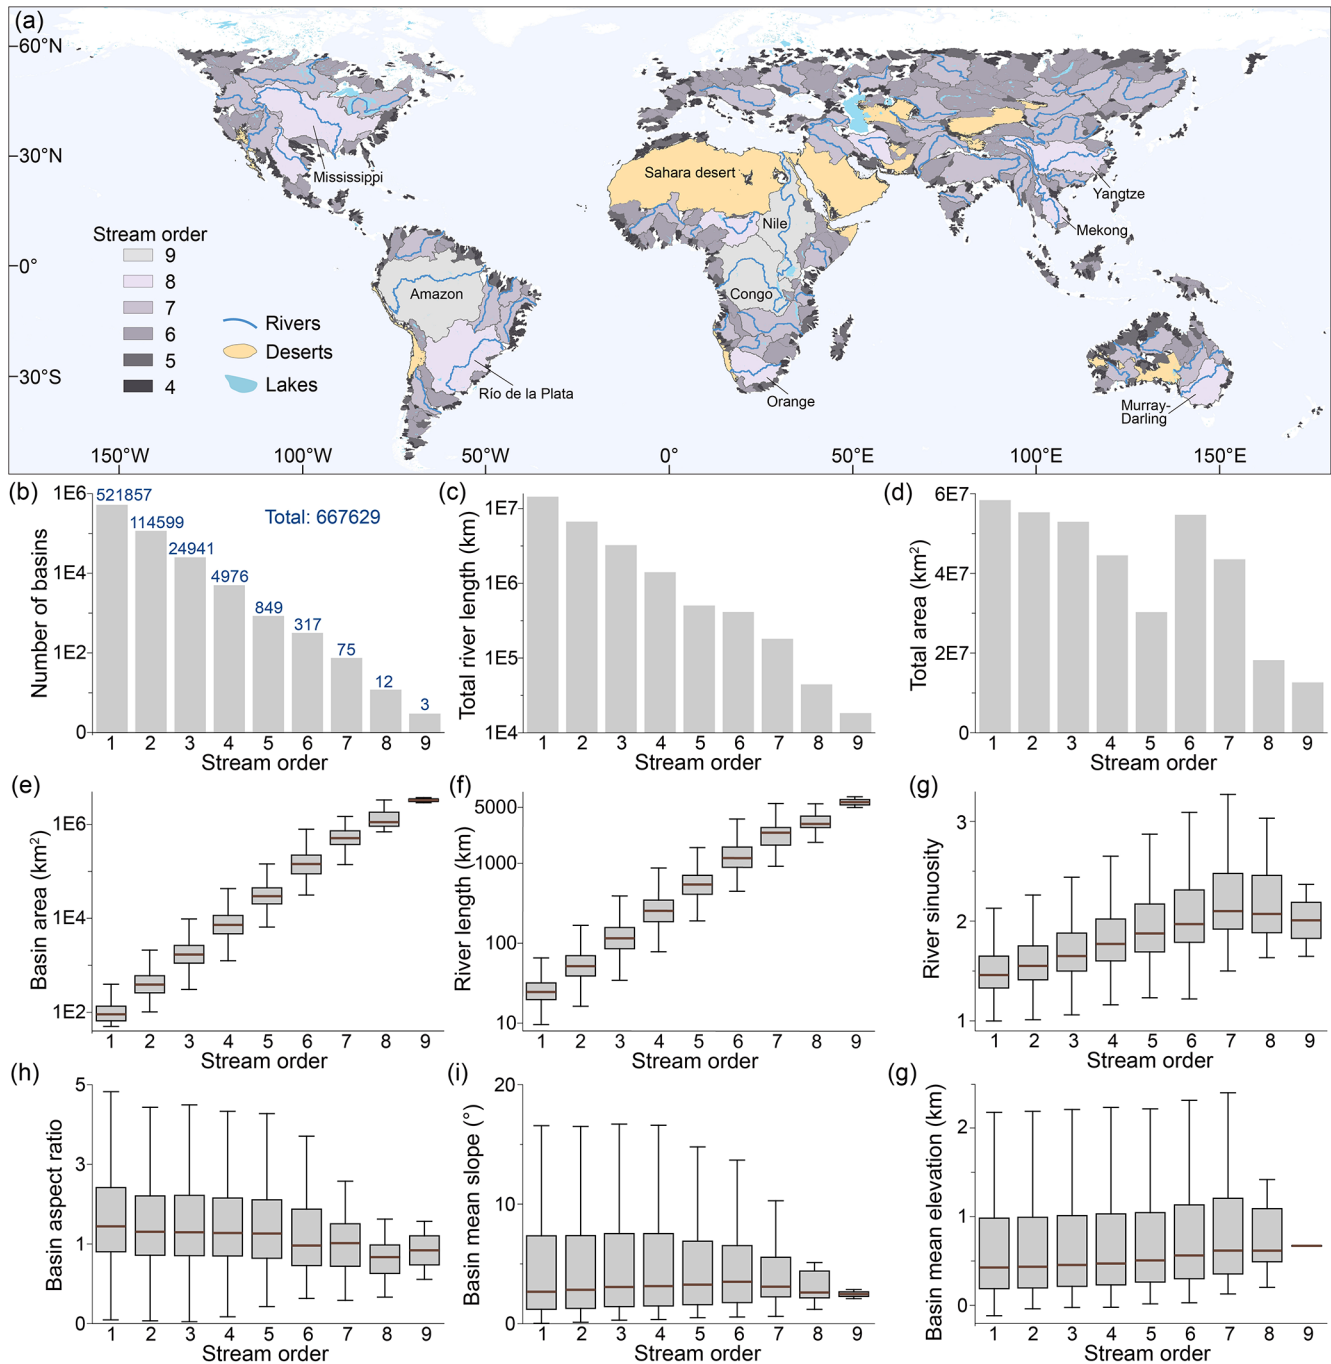 (a)
60°N
30°N
0°
30°S
150°W
100°W
50°W
0°
50°E
100°E
150°E
Mississippi
Amazon
Río de la Plata
Sahara desert
Nile
Congo
Orange
Yangtze
Mekong
Murray-
Darling
Stream order
9
8
7
6
5
4
Rivers
Deserts
Lakes
(b)
Number of basins
1E6
1E4
1E2
0
521857
114599
24941
4976
849
317
75
12
3
Total: 667629
1 2 3 4 5 6 7 8 9
Stream order
(c)
Total river length (km)
1E7
1E6
1E5
1E4
1 2 3 4 5 6 7 8 9
Stream order
(d)
Total area (km²)
6E7
4E7
2E7
0
1 2 3 4 5 6 7 8 9
Stream order
(e)
Basin area (km²)
1E6
1E4
1E2
1 2 3 4 5 6 7 8 9
Stream order
(f)
River length (km)
5000
1000
100
10
1 2 3 4 5 6 7 8 9
Stream order
(g)
River sinuosity
3
2
1
1 2 3 4 5 6 7 8 9
Stream order
(h)
Basin aspect ratio
5
3
1
0
1 2 3 4 5 6 7 8 9
Stream order
(i)
Basin mean slope (°)
20
10
0
1 2 3 4 5 6 7 8 9
Stream order
(g)
Basin mean elevation (km)
2
1
0
1 2 3 4 5 6 7 8 9
Stream order